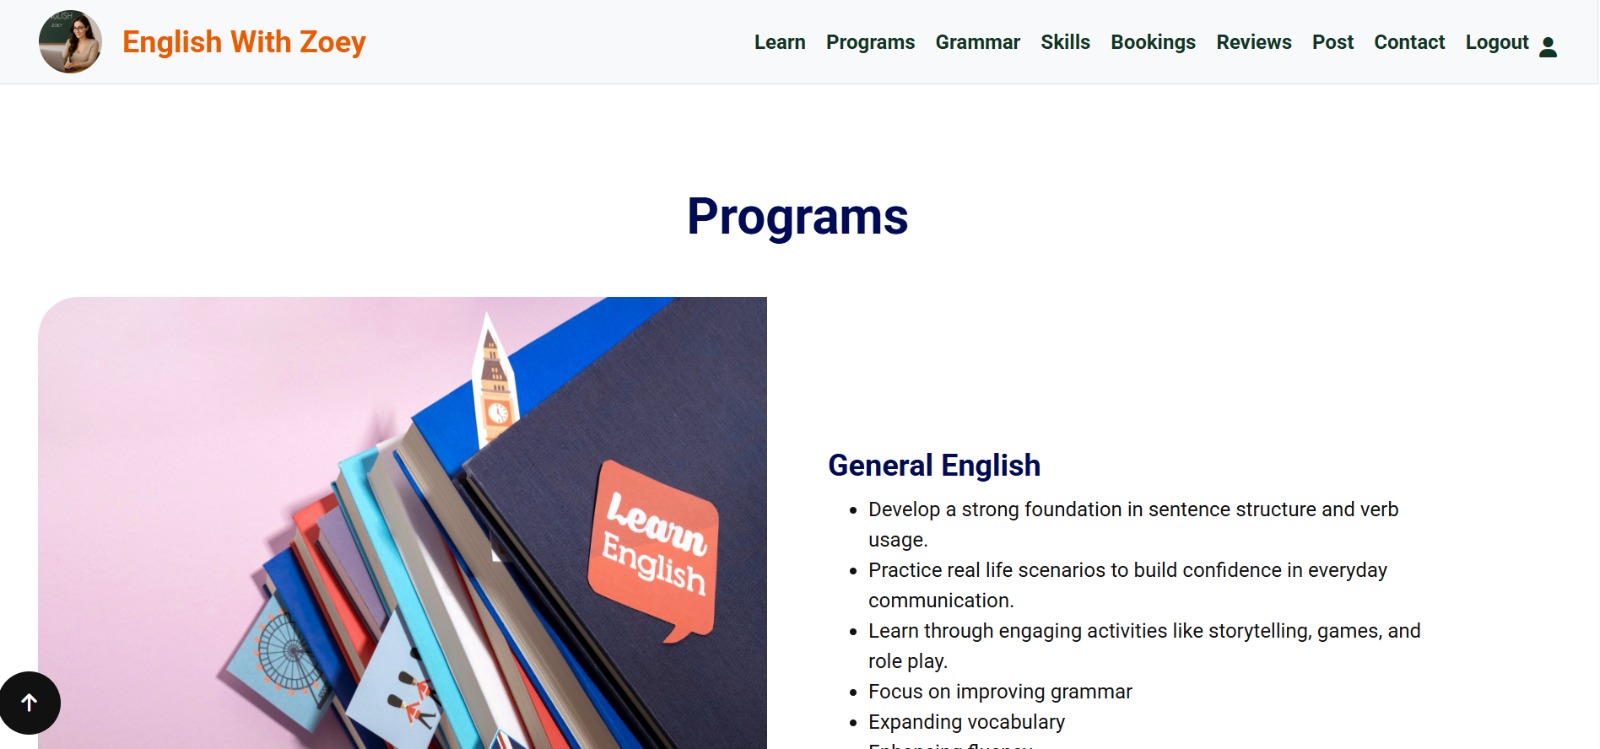 English With Zoey
Learn Programs Grammar Skills Bookings Reviews Post Contact Logout
Programs
Learn
English
General English
Develop a strong foundation in sentence structure and verb
usage.
Practice real life scenarios to build confidence in everyday
communication.
Learn through engaging activities like storytelling, games, and
role play.
Focus on improving grammar
Expanding vocabulary